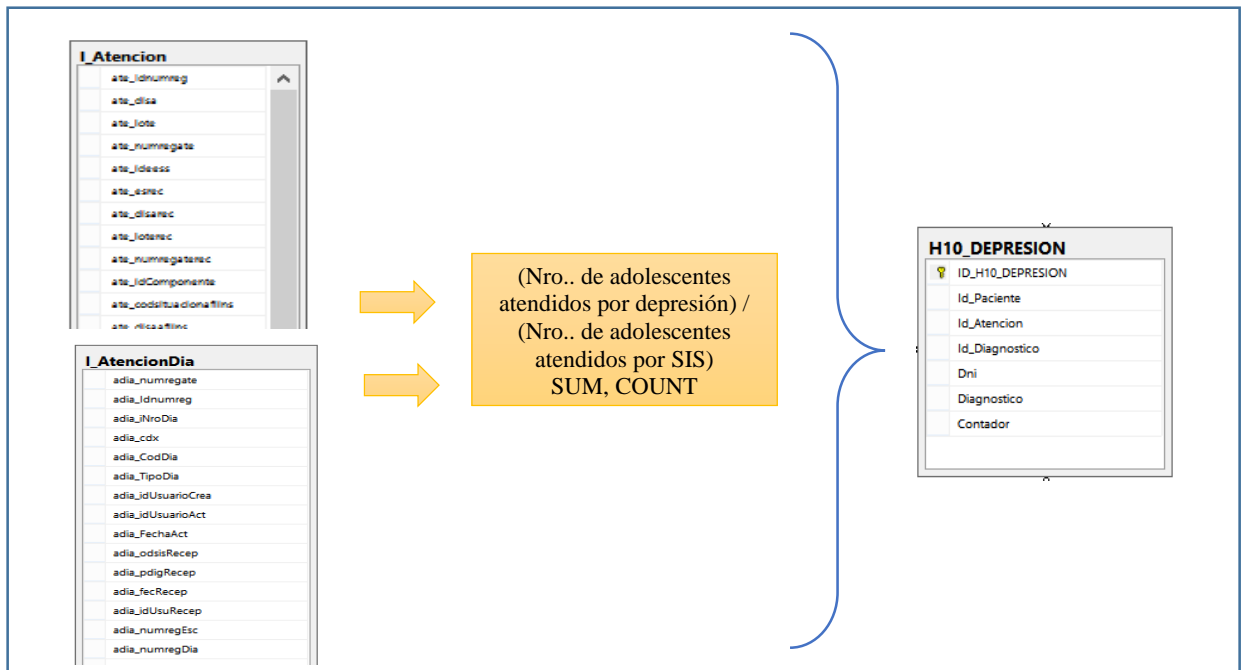 I_Atencion
ate_Idnumreg
ate_disa
ate_lote
ate_numregate
ate_Ideess
ate_esrec
ate_disarec
ate_loterec
ate_numregaterec
ate_IdComponente
ate_codsituacionafilns
ate_disaafilns
I_AtencionDia
adia_numregate
adia_Idnumreg
adia_iNroDia
adia_cdx
adia_CodDia
adia_TipoDia
adia_idUsuarioCrea
adia_idUsuarioAct
adia_FechaAct
adia_odsisRecep
adia_pdigRecep
adia_fecRecep
adia_idUsuRecep
adia_numregEsc
adia_numregDia
(Nro.. de adolescentes
atendidos por depresión) /
(Nro.. de adolescentes
atendidos por SIS)
SUM, COUNT
H10_DEPRESION
ID_H10_DEPRESION
Id_Paciente
Id_Atencion
Id_Diagnostico
Dni
Diagnostico
Contador